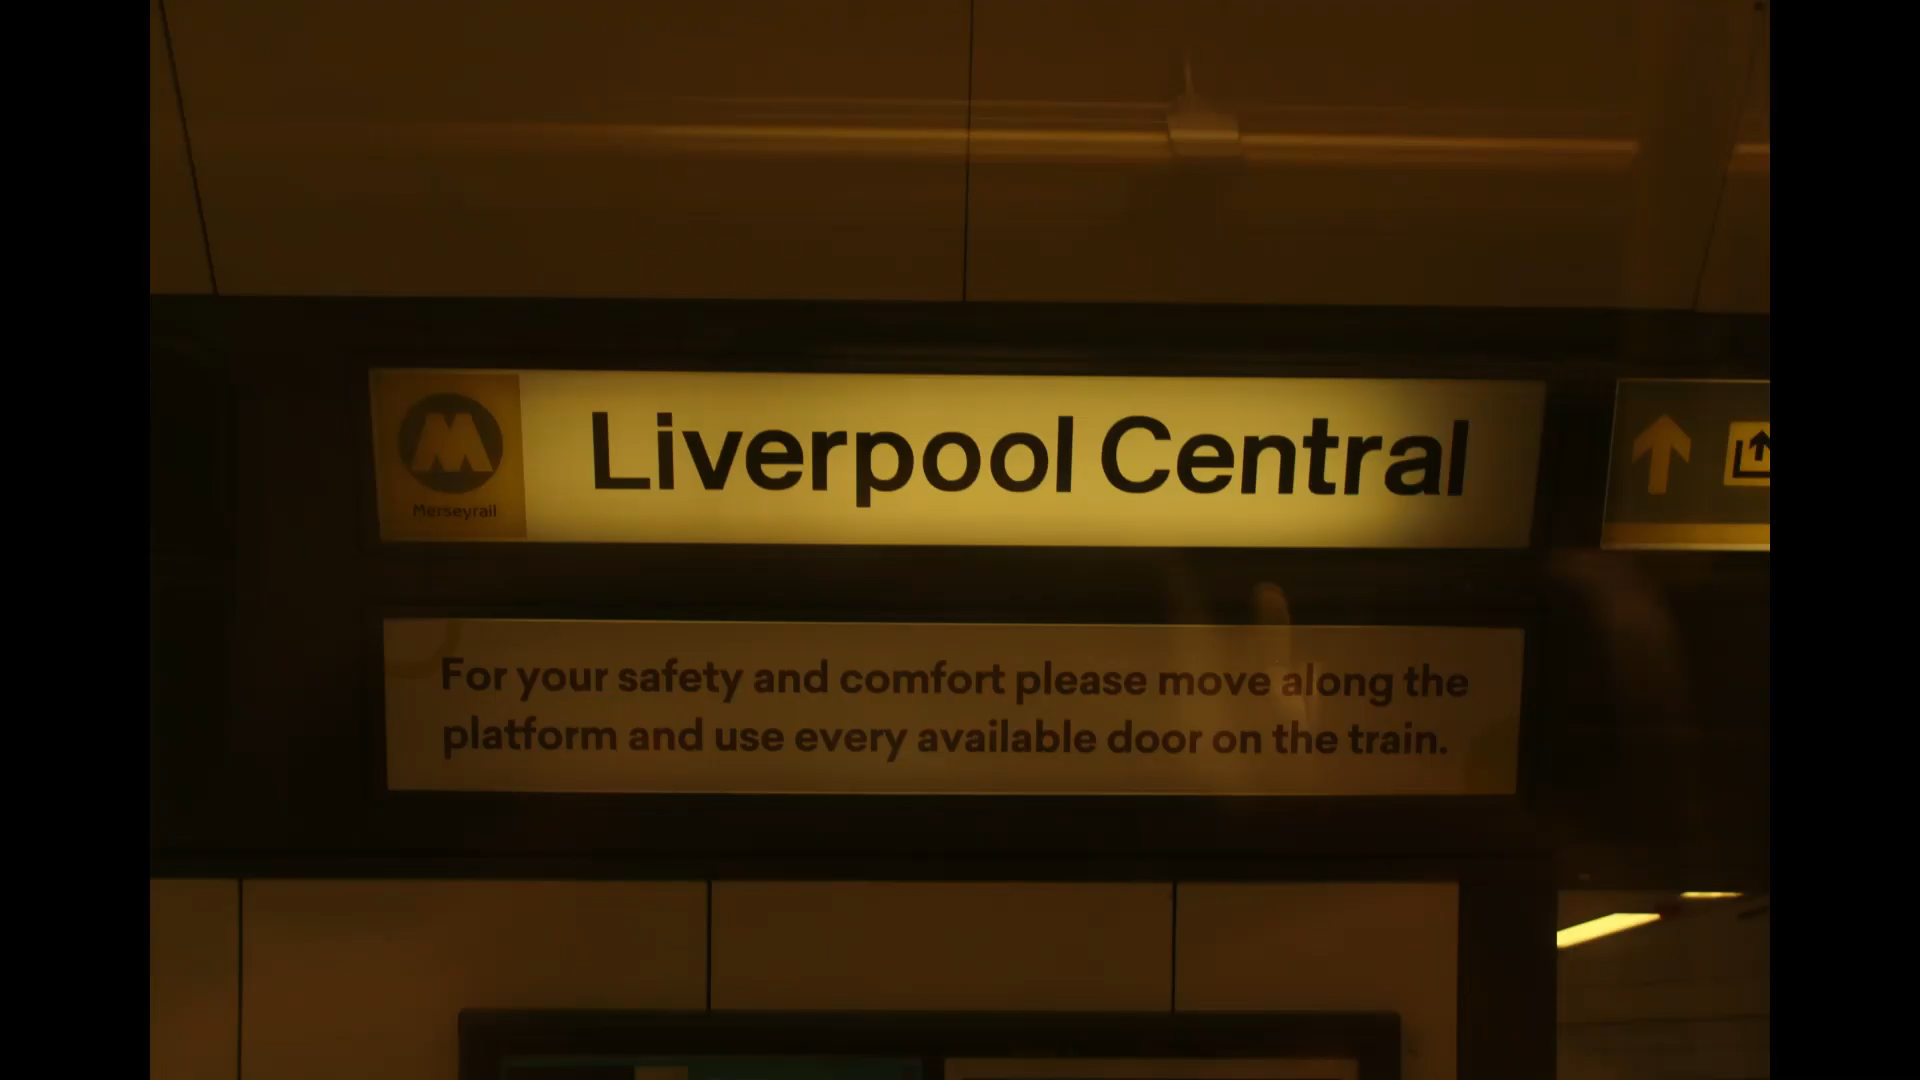 Liverpool Central
Merseyrail
For your safety and comfort please move along the
platform and use every available door on the train.